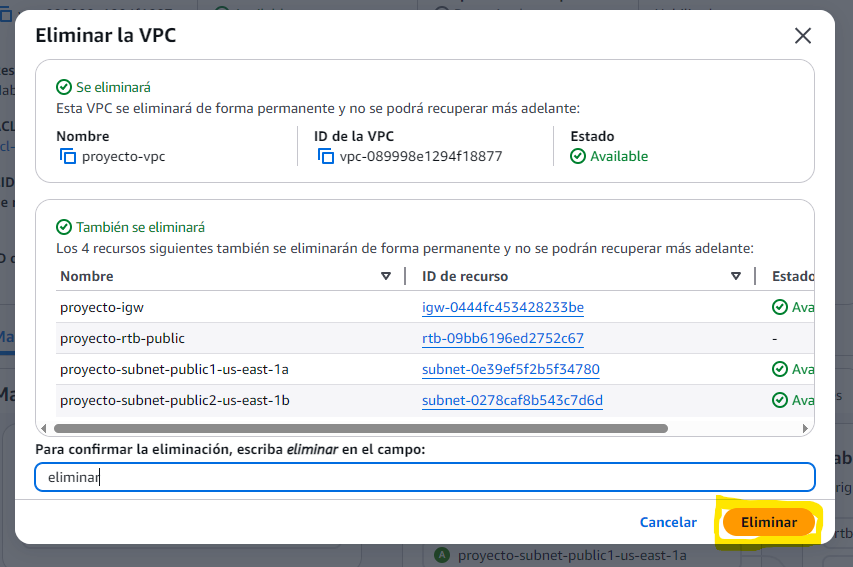 Eliminar la VPC
Se eliminará
Esta VPC se eliminará de forma permanente y no se podrá recuperar más adelante:
Nombre ID de la VPC Estado
proyecto-vpc vpc-089998e1294f18877 Available
También se eliminará
Los 4 recursos siguientes también se eliminarán de forma permanente y no se podrán recuperar más adelante:
Nombre ID de recurso Estado
proyecto-igw igw-0444fc453428233be Ava
proyecto-rtb-public rtb-09bb6196ed2752c67 -
proyecto-subnet-public1-us-east-1a subnet-0e39ef5f2b5f34780 Ava
proyecto-subnet-public2-us-east-1b subnet-0278caf8b543c7d6d Ava
Para confirmar la eliminación, escriba eliminar en el campo:
eliminar
Cancelar Eliminar
A proyecto-subnet-public1-us-east-1a